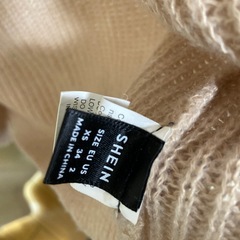 SHEIN
SIZE EU US
XS 34 2
MADE IN CHINA